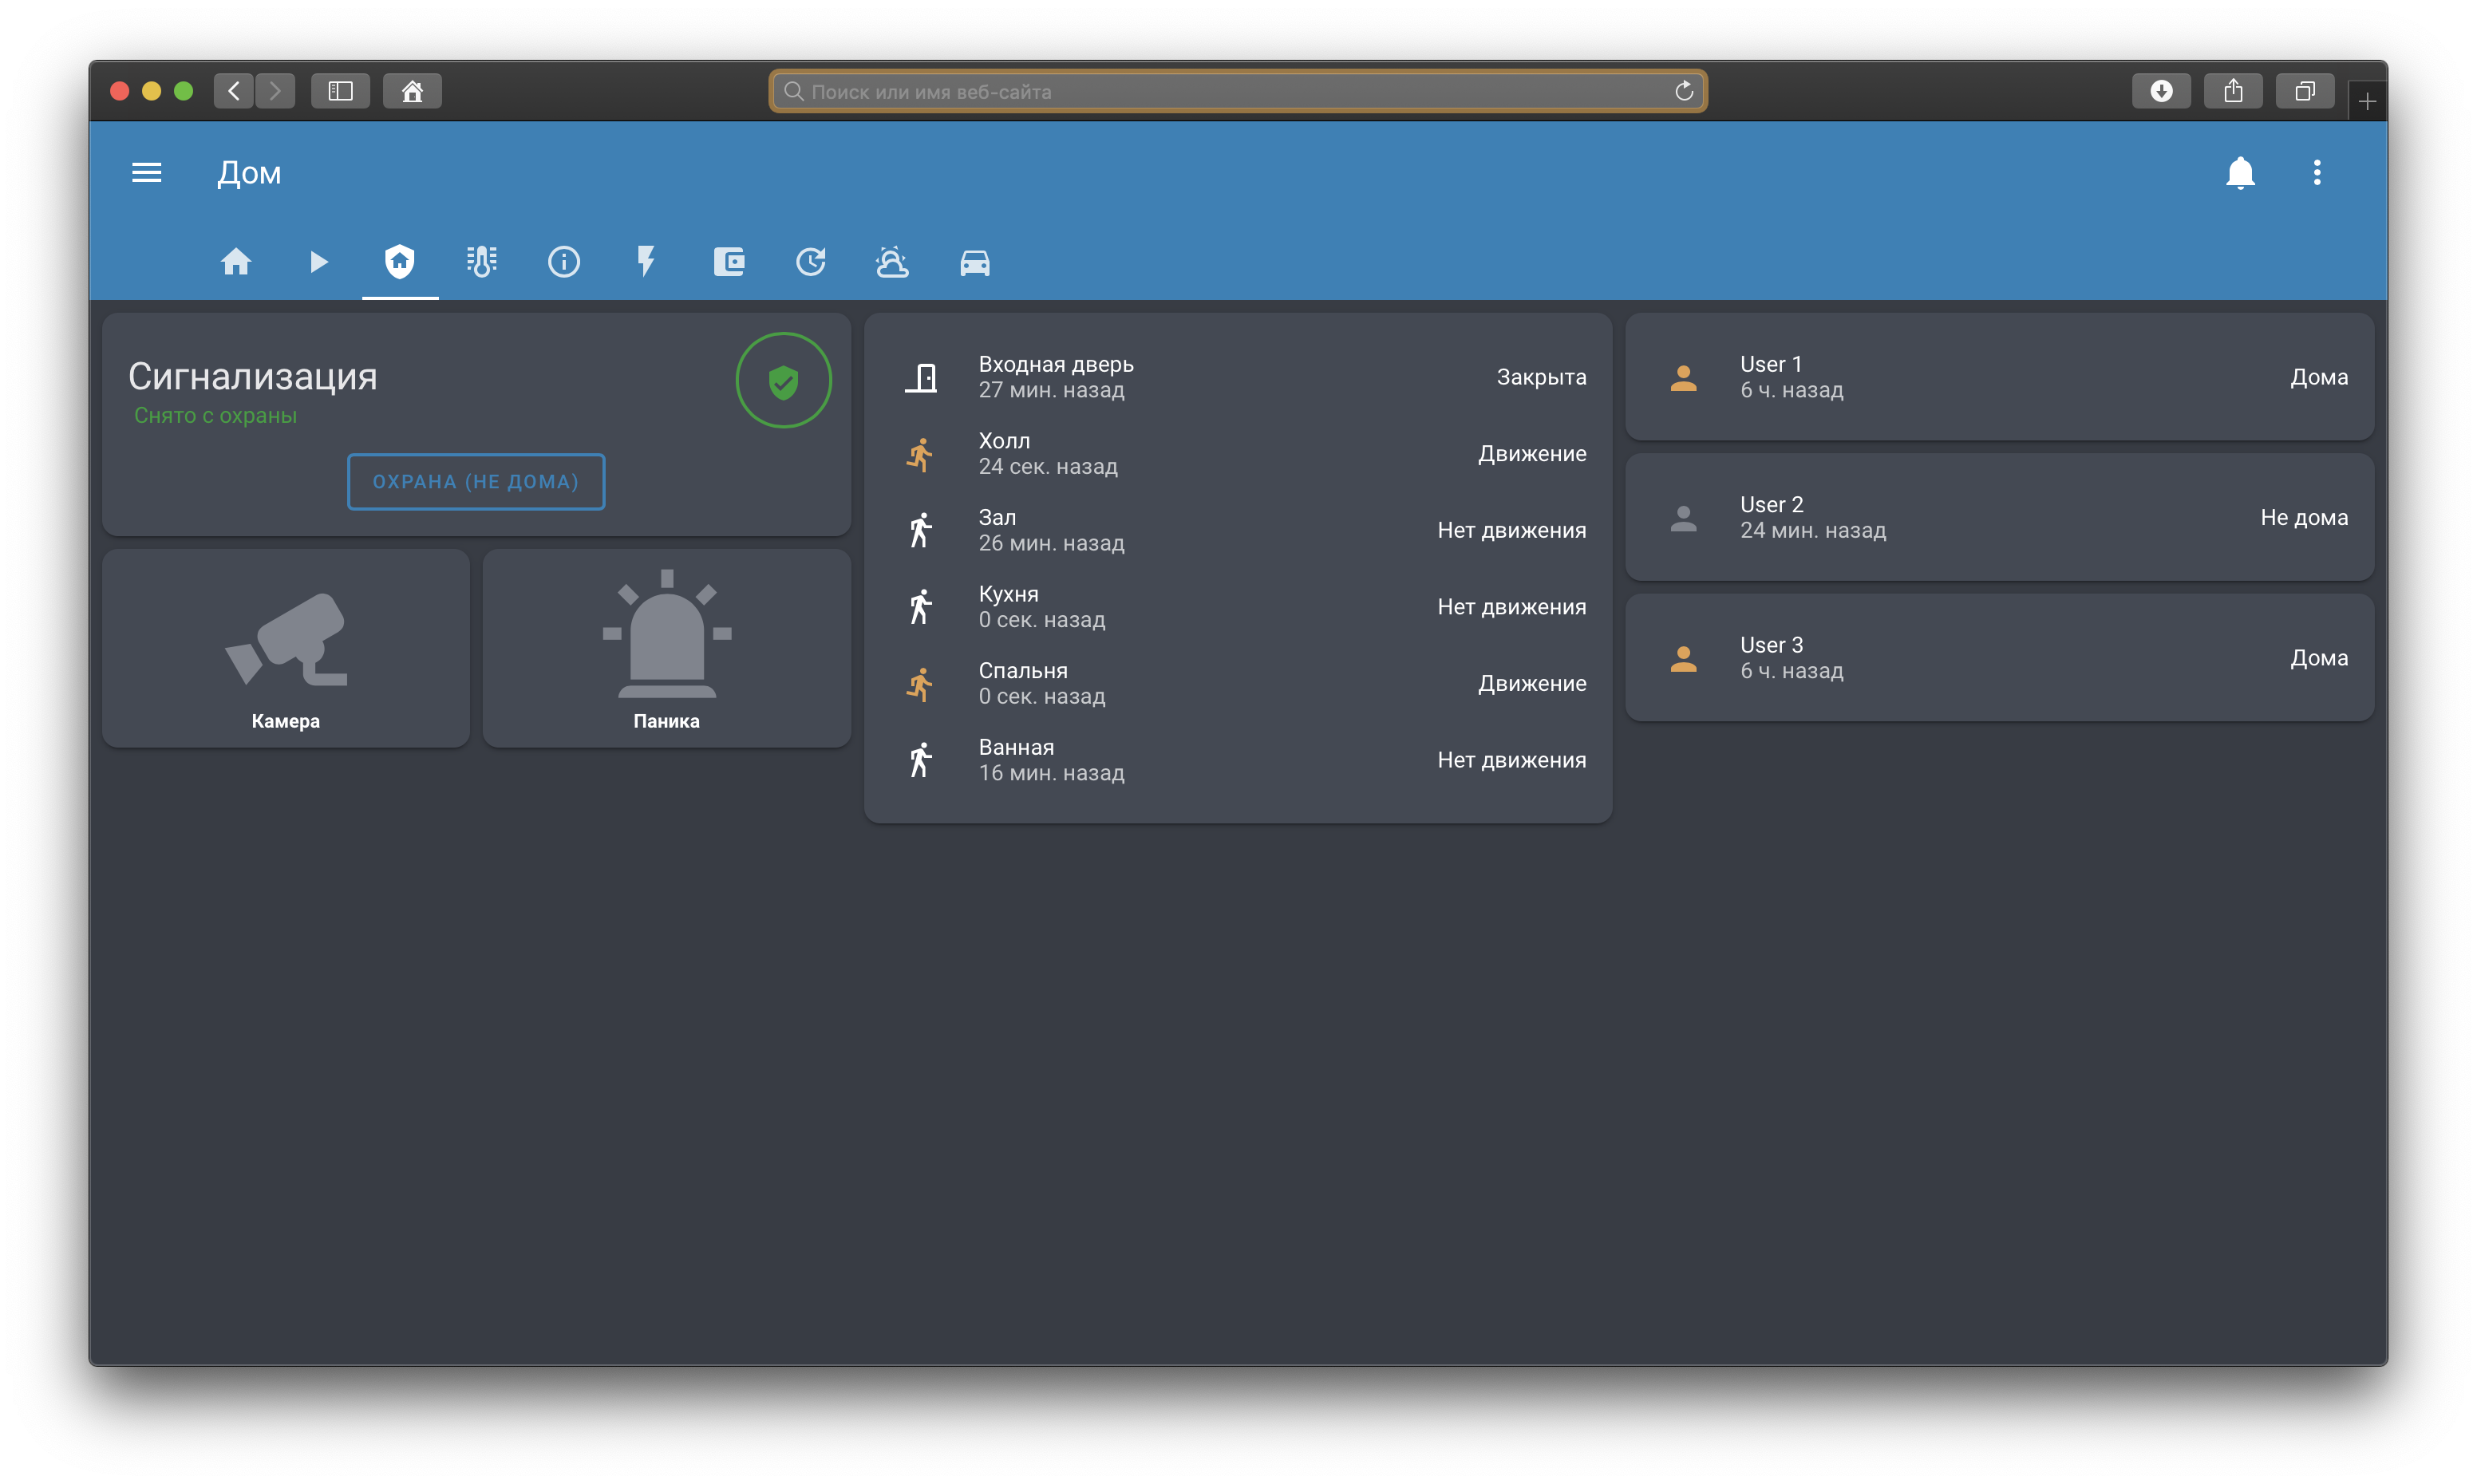 Поиск или имя веб-сайта
Дом
Сигнализация
Снято с охраны
ОХРАНА (НЕ ДОМА)
Камера
Паника
Входная дверь
27 мин. назад
Закрыта
Холл
24 сек. назад
Движение
Зал
26 мин. назад
Нет движения
Кухня
0 сек. назад
Нет движения
Спальня
0 сек. назад
Движение
Ванная
16 мин. назад
Нет движения
User 1
6 ч. назад
Дома
User 2
24 мин. назад
Не дома
User 3
6 ч. назад
Дома